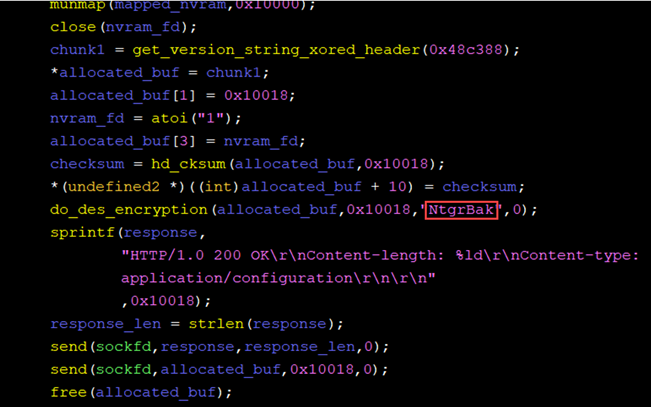 munmap(mapped_nvram,0x10000);
close(nvram_fd);
chunk1 = get_version_string_xored_header(0x48c388);
*allocated_buf = chunk1;
allocated_buf[1] = 0x10018;
nvram_fd = atoi("1");
allocated_buf[3] = nvram_fd;
checksum = hd_cksum(allocated_buf,0x10018);
*(undefined2 *)((int)allocated_buf + 10) = checksum;
do_des_encryption(allocated_buf,0x10018,"NtgrBak",0);
sprintf(response,
"HTTP/1.0 200 OK\r\nContent-length: %ld\r\nContent-type:
application/configuration\r\n\r\n"
,0x10018);
response_len = strlen(response);
send(sockfd,response,response_len,0);
send(sockfd,allocated_buf,0x10018,0);
free(allocated_buf);